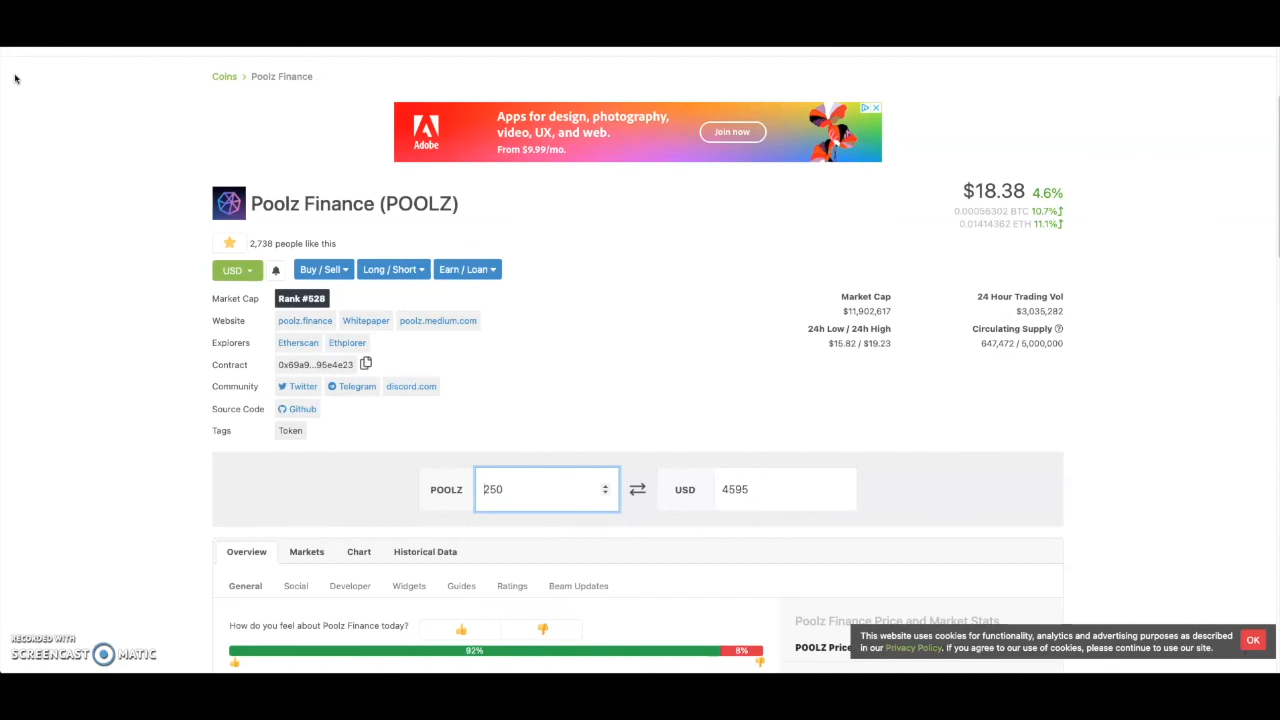 Coins > Poolz Finance
Adobe
Apps for design, photography,
video, UX, and web.
From $9.99/mo.
Join now
Poolz Finance (POOLZ)
$18.38 4.6%
0.00056302 BTC 10.7%
0.01414362 ETH 11.1%
2,738 people like this
USD
Buy / Sell
Long / Short
Earn / Loan
Market Cap Rank #528
Website poolz.finance Whitepaper poolz.medium.com
Explorers Etherscan Ethplorer
Contract 0x69a9...95e4e23
Community Twitter Telegram discord.com
Source Code Github
Tags Token
Market Cap
$11,902,617
24 Hour Trading Vol
$3,035,282
24h Low / 24h High
$15.82 / $19.23
Circulating Supply ?
647,472 / 5,000,000
POOLZ 250 USD 4595
Overview Markets Chart Historical Data
General Social Developer Widgets Guides Ratings Beam Updates
How do you feel about Poolz Finance today?
92% 8%
Poolz Finance Price and Market Stats
POOLZ Price
This website uses cookies for functionality, analytics and advertising purposes as described
in our Privacy Policy. If you agree to our use of cookies, please continue to use our site.
OK
RECORDED WITH
SCREENCAST MATIC